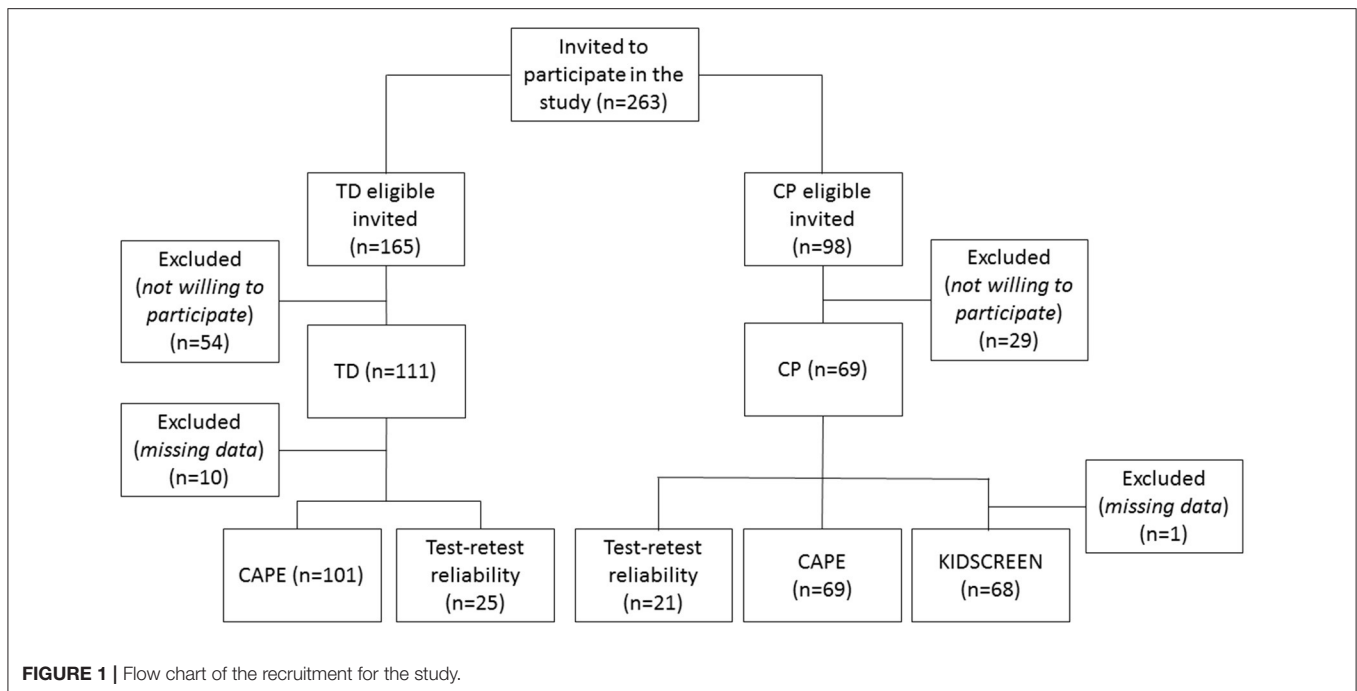 Invited to
participate in the
study (n=263)
TD eligible
invited
(n=165)
CP eligible
invited
(n=98)
Excluded
(not willing to
participate)
(n=54)
Excluded
(not willing to
participate)
(n=29)
TD (n=111)
CP (n=69)
Excluded
(missing data)
(n=10)
Excluded
(missing data)
(n=1)
CAPE (n=101)
Test-retest
reliability
(n=25)
Test-retest
reliability
(n=21)
CAPE
(n=69)
KIDSCREEN
(n=68)
FIGURE 1 | Flow chart of the recruitment for the study.